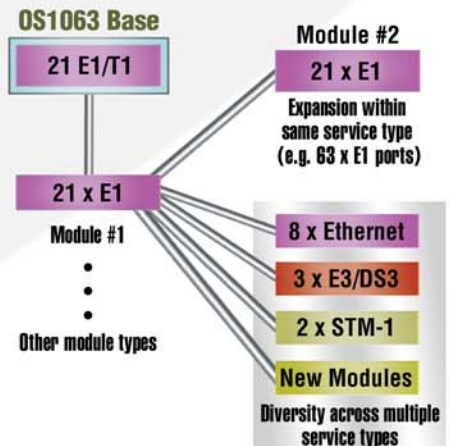 OS1063 Base
21 E1/T1
Module #2
21 x E1
Expansion within
same service type
(e.g. 63 x E1 ports)
21 x E1
Module #1
Other module types
8 x Ethernet
3 x E3/DS3
2 x STM-1
New Modules
Diversity across multiple
service types